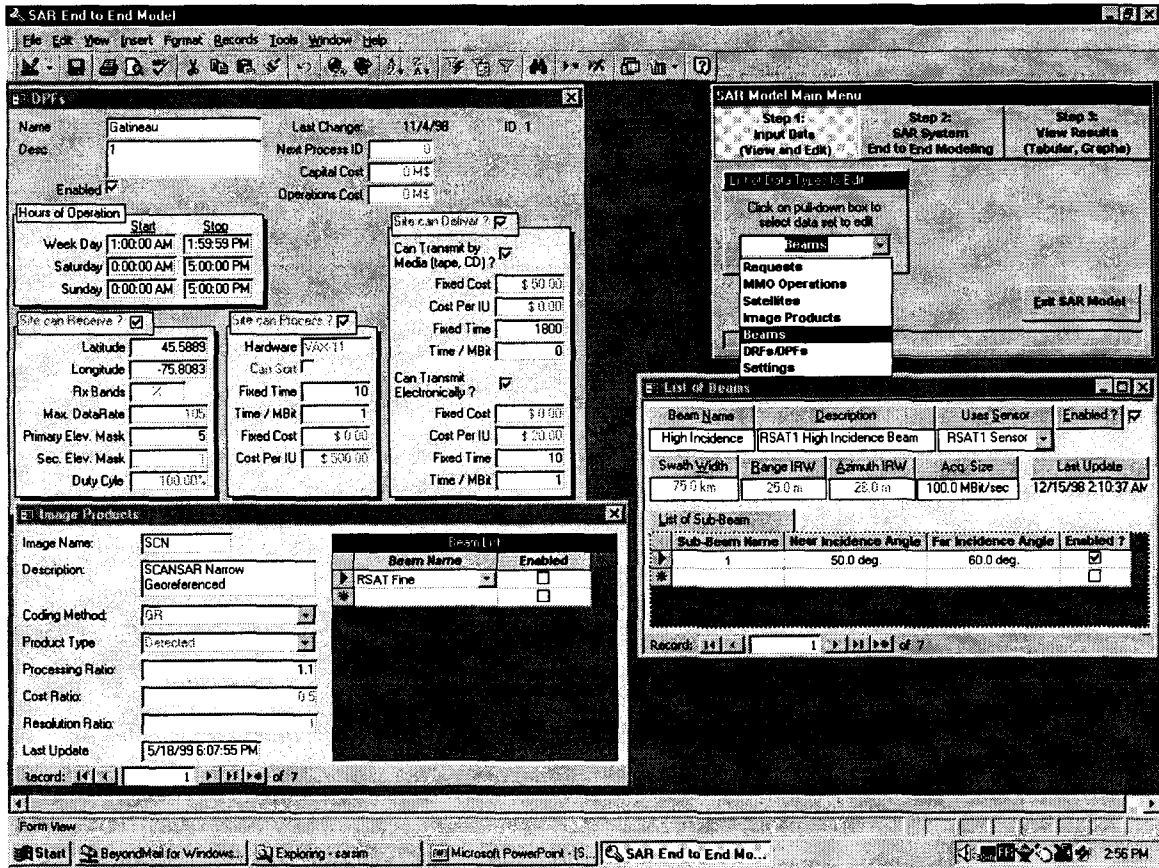 SAR End to End Model
File Edit View Insert Format Records Tools Window Help
DPFs
Name Gatineau Last Change: 11/4/98 ID 1
Desc 1 Next Process ID 0
Capital Cost 0 M$
Enabled Operations Cost 0 M$
Hours of Operation
Start Stop
Week Day 1:00:00 AM 1:59:59 PM
Saturday 0:00:00 AM 5:00:00 PM
Sunday 0:00:00 AM 5:00:00 PM
Site can Receive ?
Latitude 45.5889
Longitude -75.8083
Rx Bands X
Max. DataRate 105
Primary Elev. Mask 5
Sec. Elev. Mask
Duty Cyle 100.00%
Site can Process ?
Hardware VAX-11
Can Sort
Fixed Time 10
Time / MBit 1
Fixed Cost $ 0.00
Cost Per IU $ 500.00
Site can Deliver ?
Can Transmit by Media (tape, CD) ?
Fixed Cost $ 50.00
Cost Per IU $ 0.00
Fixed Time 1800
Time / MBit 0
Can Transmit Electronically ?
Fixed Cost $ 0.00
Cost Per IU $ 20.00
Fixed Time 10
Time / MBit 1
SAR Model Main Menu
Step 1: Input Data (View and Edit)
Step 2: SAR System End to End Modeling
Step 3: View Results (Tabular, Graphs)
List of Data Types to Edit
Click on pull-down box to
select data set to edit
Beams
Requests
MMO Operations
Satellites
Image Products
Beams
DRFs/DPFs
Settings
Exit SAR Model
List of Beams
Beam Name Description Uses Sensor Enabled ?
High Incidence RSAT1 High Incidence Beam RSAT1 Sensor
Swath Width Range IRW Azimuth IRW Acq. Size Last Update
75.0 km 25.0 m 28.0 m 100.0 MBit/sec 12/15/98 2:10:37 AM
List of Sub-Beam
Sub-Beam Name Near Incidence Angle Far Incidence Angle Enabled ?
1 50.0 deg. 60.0 deg.
Record: 1 of 7
Image Products
Image Name: SCN
Description: SCANSAR Narrow Georeferenced
Coding Method: GR
Product Type Detected
Processing Ratio: 1.1
Cost Ratio: 0.5
Resolution Ratio: 1
Last Update 5/18/99 6:07:55 PM
Beam List
Beam Name Enabled
RSAT Fine
Record: 1 of 7
Form View
Start BeyondMail for Windows... Exploring - sarsim Microsoft PowerPoint - [S... SAR End to End Mo... 2:56 PM